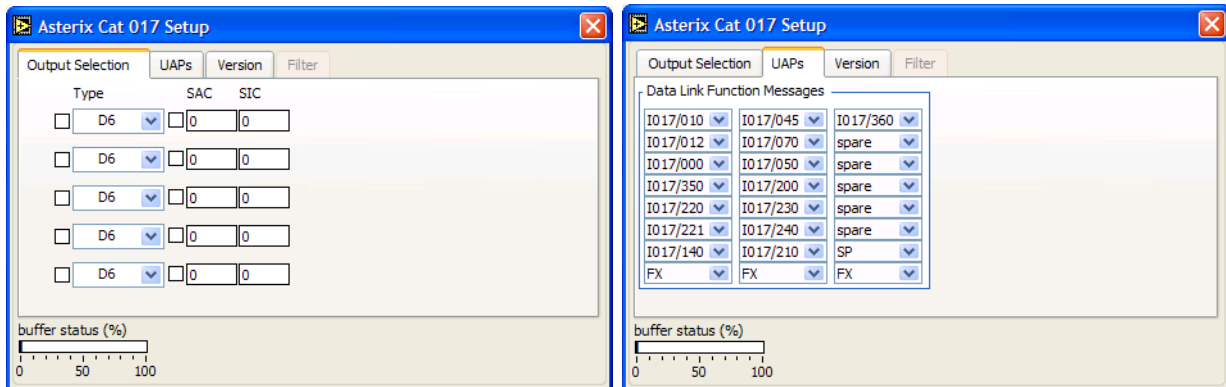 Asterix Cat 017 Setup
Output Selection UAPs Version Filter
Type SAC SIC
D6 0 0
D6 0 0
D6 0 0
D6 0 0
D6 0 0
buffer status (%)
0 50 100
Asterix Cat 017 Setup
Output Selection UAPs Version Filter
Data Link Function Messages
I017/010 I017/045 I017/360
I017/012 I017/070 spare
I017/000 I017/050 spare
I017/350 I017/200 spare
I017/220 I017/230 spare
I017/221 I017/240 spare
I017/140 I017/210 SP
FX FX FX
buffer status (%)
0 50 100